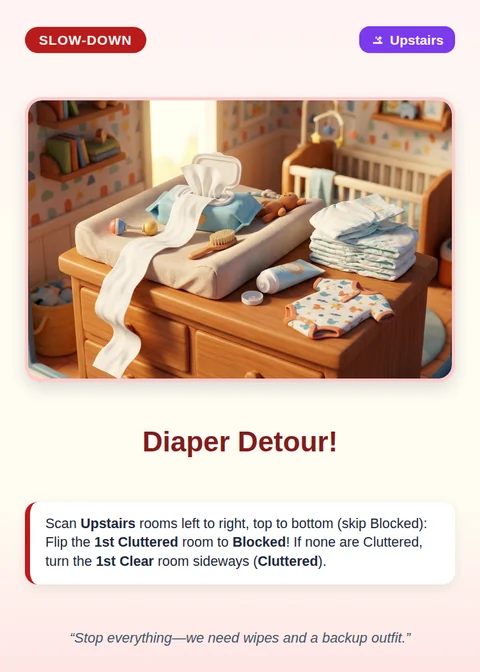 SLOW-DOWN
Upstairs
Diaper Detour!
Scan Upstairs rooms left to right, top to bottom (skip Blocked):
Flip the 1st Cluttered room to Blocked! If none are Cluttered,
turn the 1st Clear room sideways (Cluttered).
“Stop everything—we need wipes and a backup outfit.”